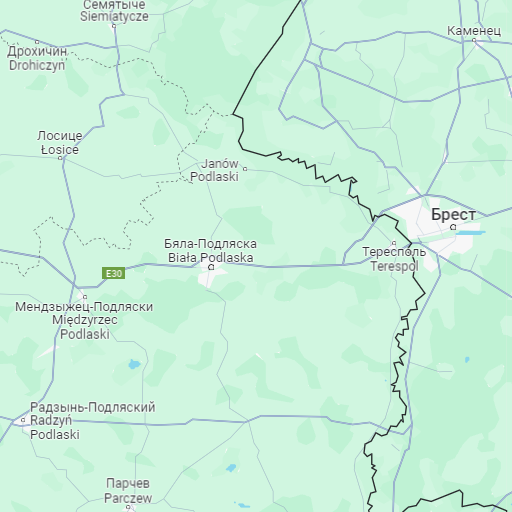 Семятыче
Siemiatycze
Каменец
Дрохичин
Drohiczyn
Лосице
Łosice
Janów
Podlaski
Брест
Бяла-Подляска
Biała Podlaska
Тересполь
Terespol
E30
Мендзыжец-Подляски
Międzyrzec
Podlaski
Радзынь-Подляский
Radzyń
Podlaski
Парчев
Parczew